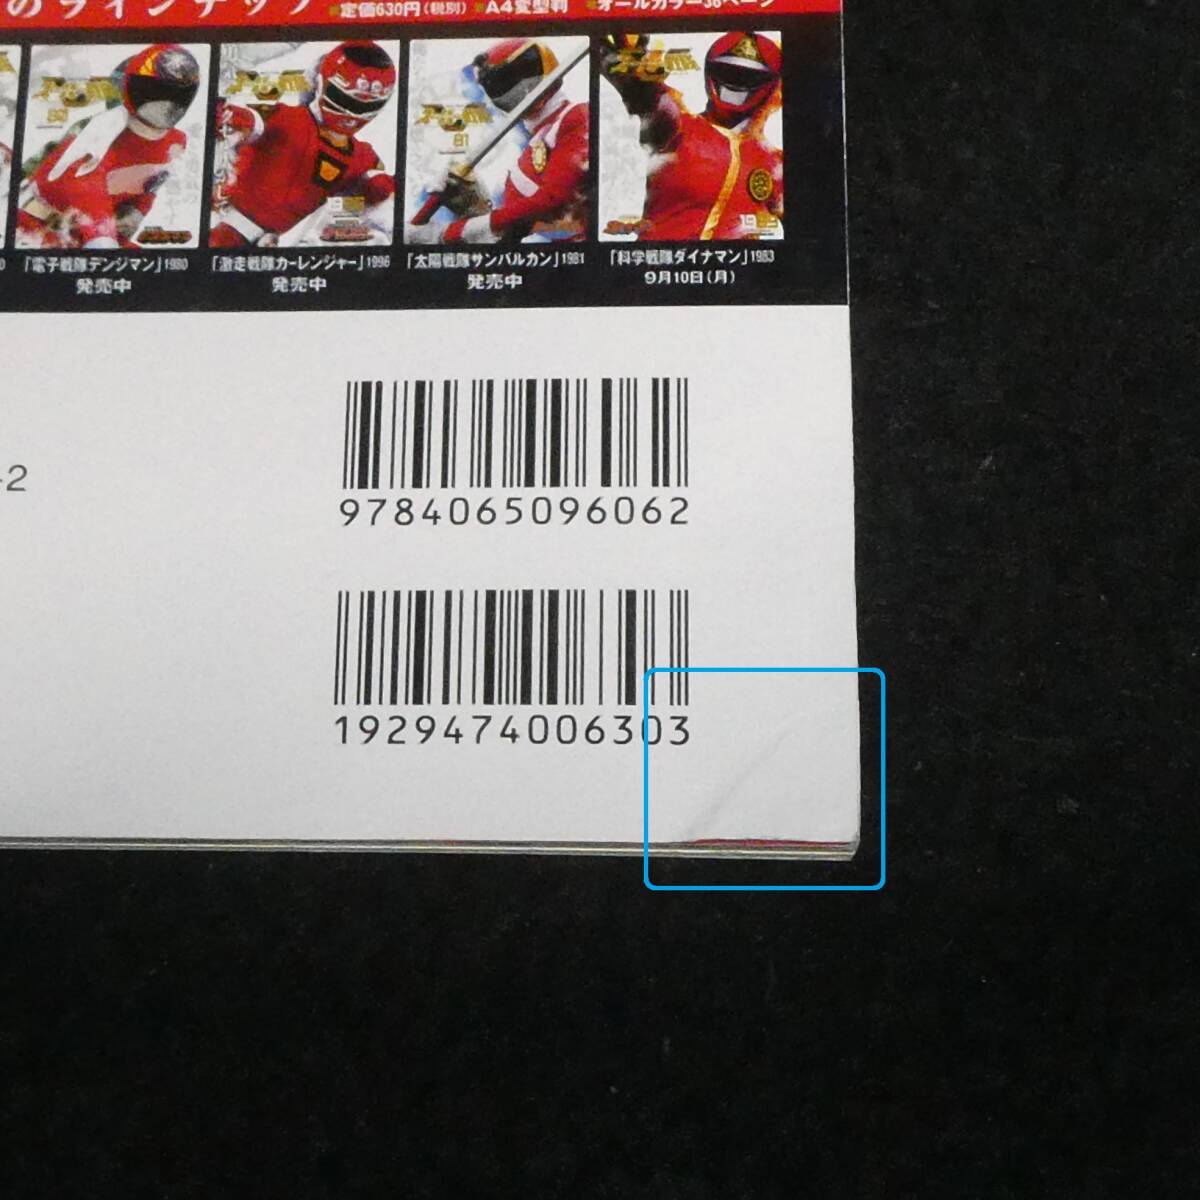 のラインナップ ■定価630円(税別) ■A4変型判 ■オールカラー36ページ
「電子戦隊デンジマン」1980
発売中
「激走戦隊カーレンジャー」1996
発売中
「太陽戦隊サンバルカン」1981
発売中
「科学戦隊ダイナマン」1983
9月10日(月)
-2
9784065096062
1929474006303